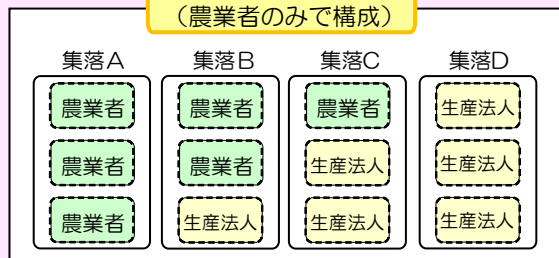 （農業者のみで構成）
集落A 集落B 集落C 集落D
農業者 農業者 農業者 生産法人
農業者 農業者 生産法人 生産法人
農業者 生産法人 生産法人 生産法人